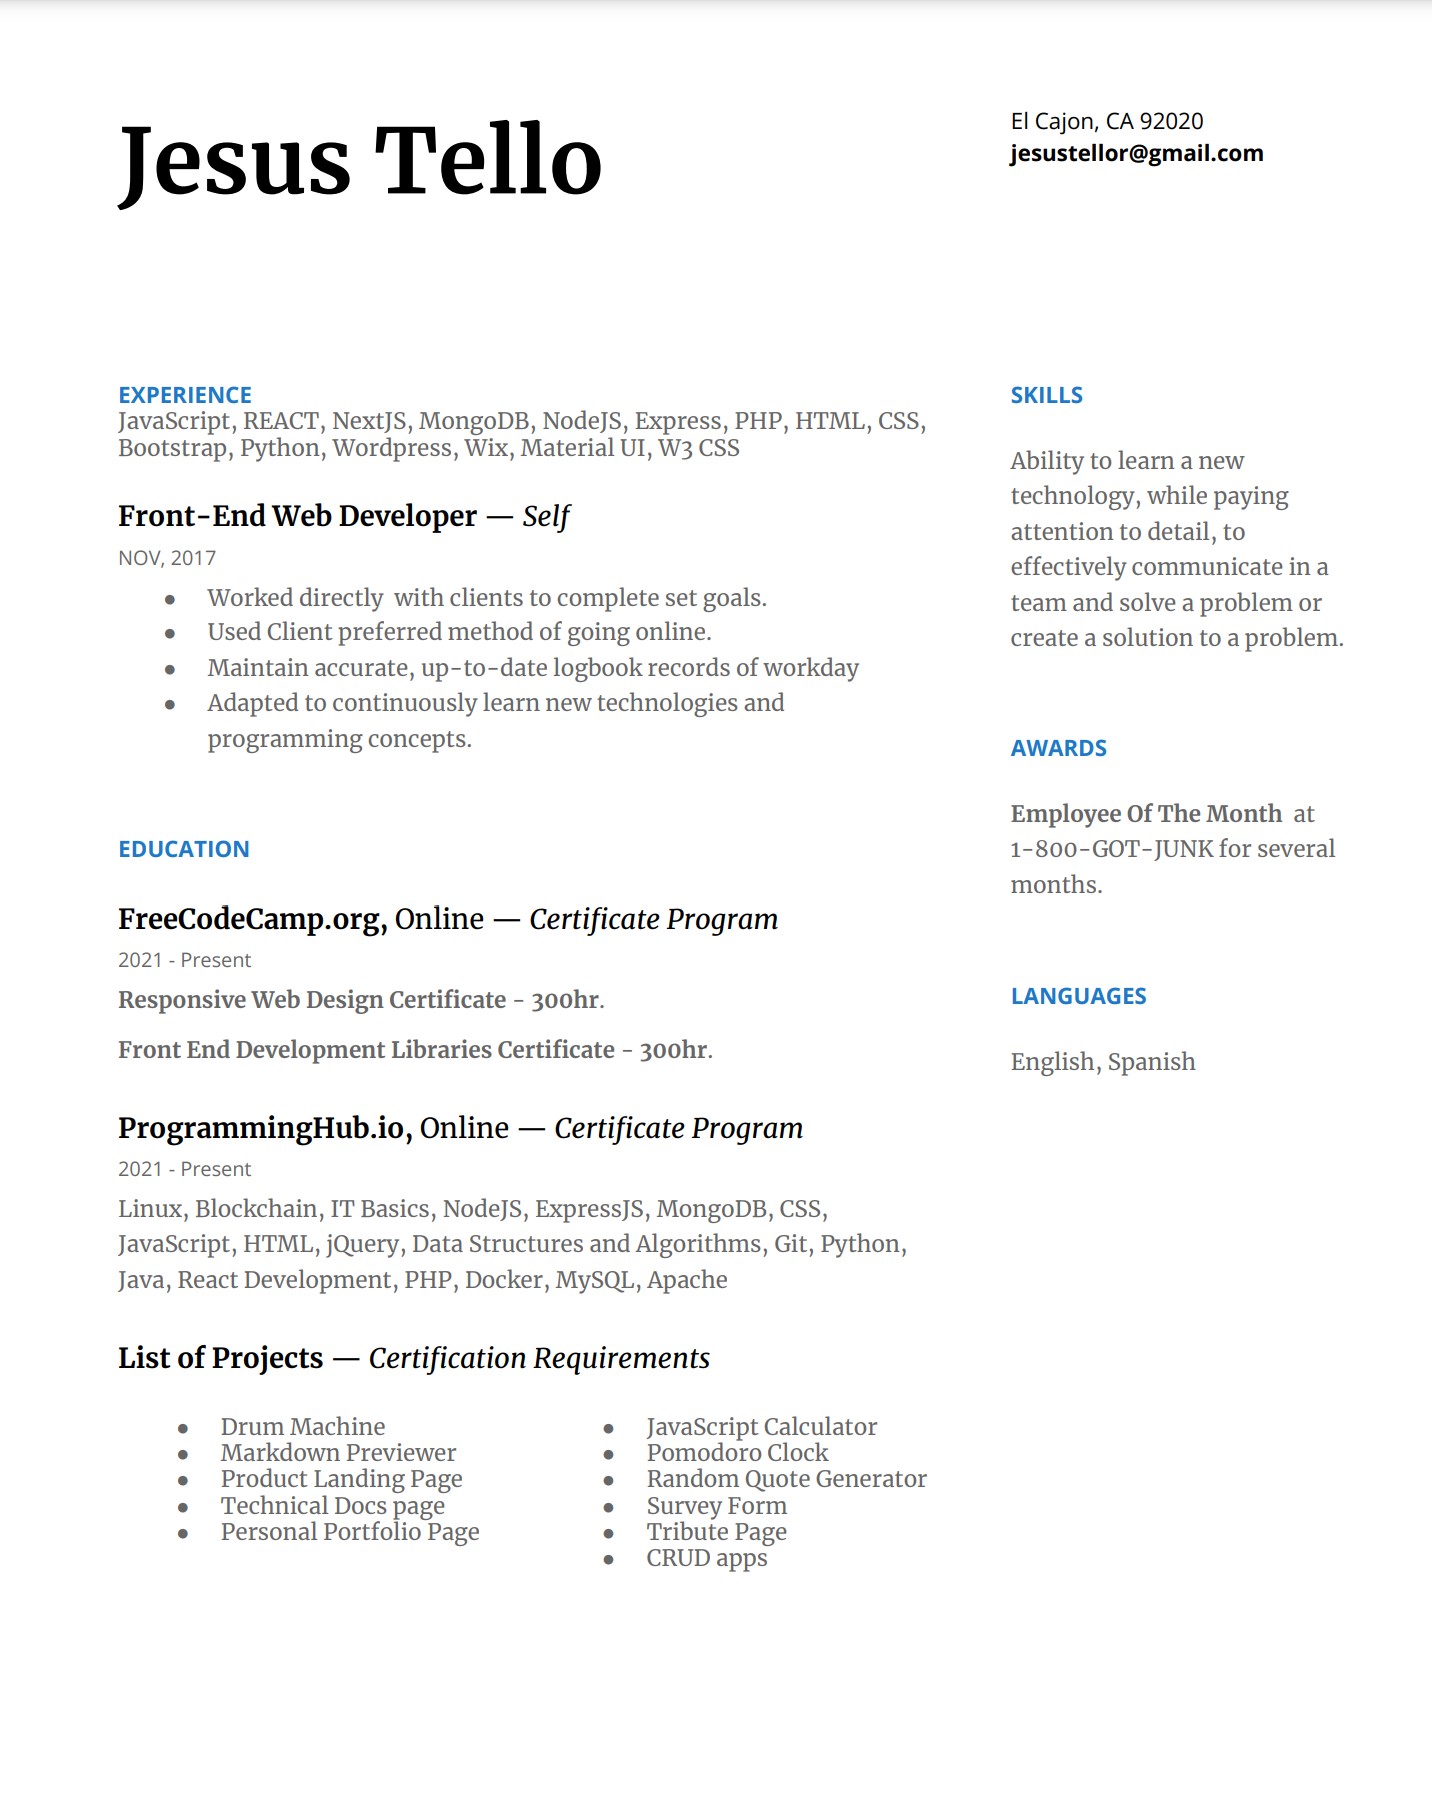 Jesus Tello
El Cajon, CA 92020
jesustellor@gmail.com
EXPERIENCE
JavaScript, REACT, NextJS, MongoDB, NodeJS, Express, PHP, HTML, CSS,
Bootstrap, Python, Wordpress, Wix, Material UI, W3 CSS
Front-End Web Developer — Self
NOV, 2017
● Worked directly  with clients to complete set goals.
● Used Client preferred method of going online.
● Maintain accurate, up-to-date logbook records of workday
● Adapted to continuously learn new technologies and
programming concepts.
EDUCATION
FreeCodeCamp.org, Online — Certificate Program
2021 - Present
Responsive Web Design Certificate - 300hr.
Front End Development Libraries Certificate - 300hr.
ProgrammingHub.io, Online — Certificate Program
2021 - Present
Linux, Blockchain, IT Basics, NodeJS, ExpressJS, MongoDB, CSS,
JavaScript, HTML, jQuery, Data Structures and Algorithms, Git, Python,
Java, React Development, PHP, Docker, MySQL, Apache
List of Projects — Certification Requirements
● Drum Machine
● Markdown Previewer
● Product Landing Page
● Technical Docs page
● Personal Portfolio Page
● JavaScript Calculator
● Pomodoro Clock
● Random Quote Generator
● Survey Form
● Tribute Page
● CRUD apps
SKILLS
Ability to learn a new
technology, while paying
attention to detail, to
effectively communicate in a
team and solve a problem or
create a solution to a problem.
AWARDS
Employee Of The Month  at
1-800-GOT-JUNK for several
months.
LANGUAGES
English, Spanish